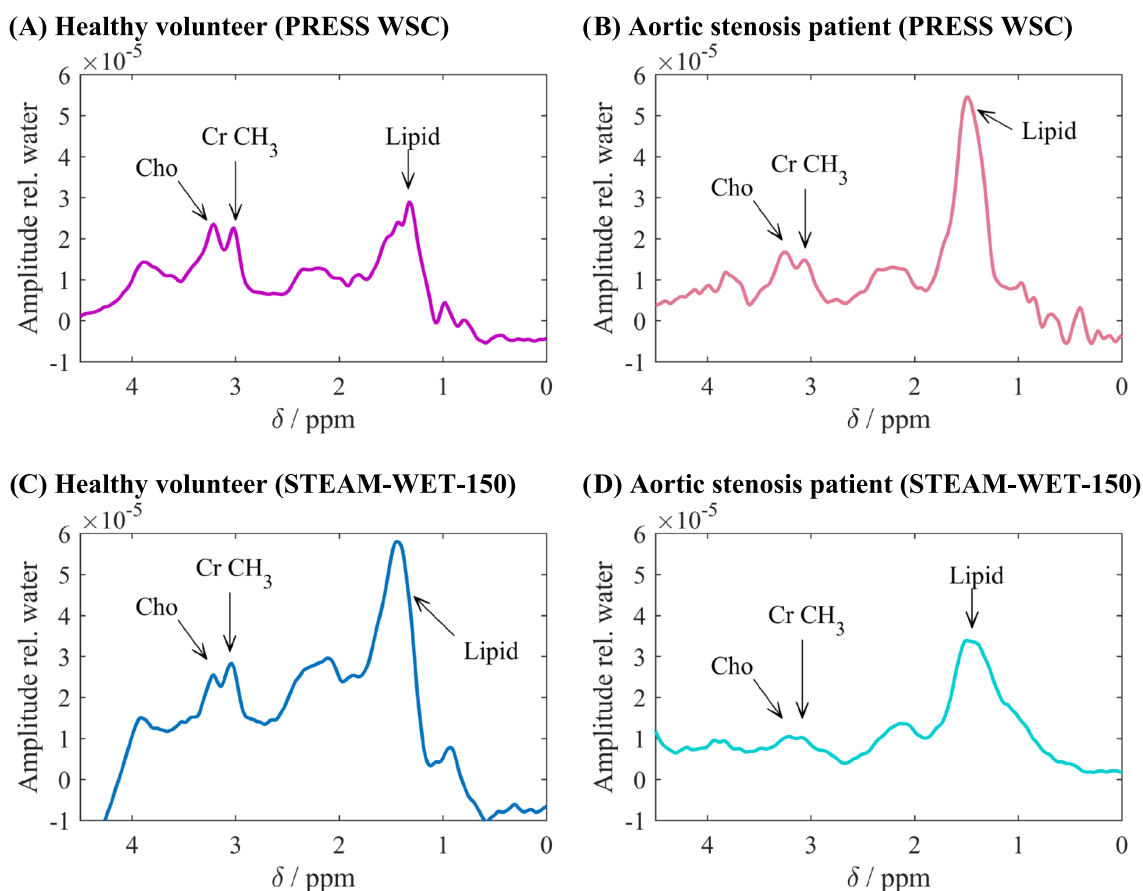 (A) Healthy volunteer (PRESS WSC)
×10⁻⁵
6
5
4
3
2
1
0
-1
Amplitude rel. water
Cho
Cr CH₃
Lipid
4 3 2 1 0
δ / ppm
(B) Aortic stenosis patient (PRESS WSC)
×10⁻⁵
6
5
4
3
2
1
0
-1
Amplitude rel. water
Cho
Cr CH₃
Lipid
4 3 2 1 0
δ / ppm
(C) Healthy volunteer (STEAM-WET-150)
×10⁻⁵
6
5
4
3
2
1
0
-1
Amplitude rel. water
Cho
Cr CH₃
Lipid
4 3 2 1 0
δ / ppm
(D) Aortic stenosis patient (STEAM-WET-150)
×10⁻⁵
6
5
4
3
2
1
0
-1
Amplitude rel. water
Cho
Cr CH₃
Lipid
4 3 2 1 0
δ / ppm